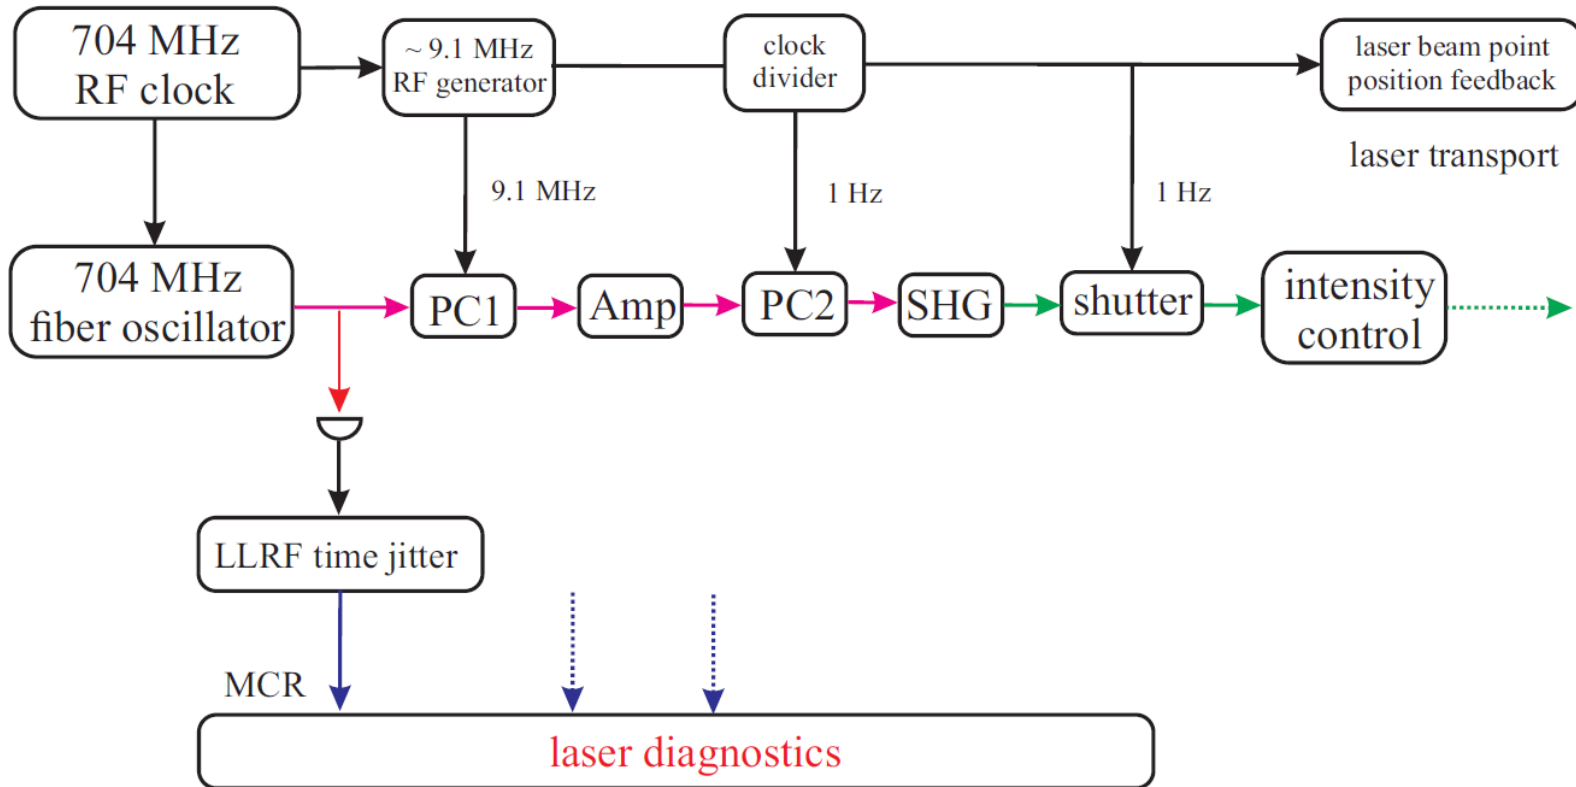 704 MHz
RF clock
~ 9.1 MHz
RF generator
clock
divider
laser beam point
position feedback
laser transport
9.1 MHz
1 Hz
1 Hz
704 MHz
fiber oscillator
PC1
Amp
PC2
SHG
shutter
intensity
control
LLRF time jitter
MCR
laser diagnostics